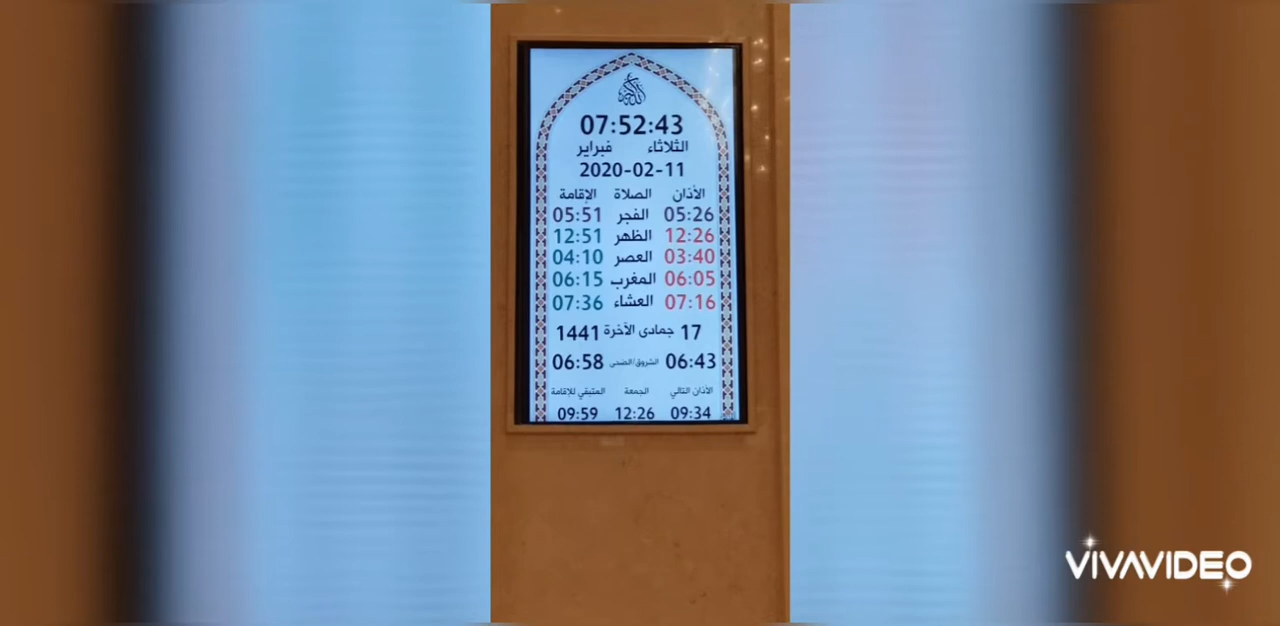 الله أكبر
07:52:43
الثلاثاء فبراير
2020-02-11
الأذان الصلاة الإقامة
05:26 الفجر 05:51
12:26 الظهر 12:51
03:40 العصر 04:10
06:05 المغرب 06:15
07:16 العشاء 07:36
17 جمادى الآخرة 1441
06:43 الشروق/الضحى 06:58
الأذان التالي الجمعة المتبقي للإقامة
09:34 12:26 09:59
VIVAVIDEO